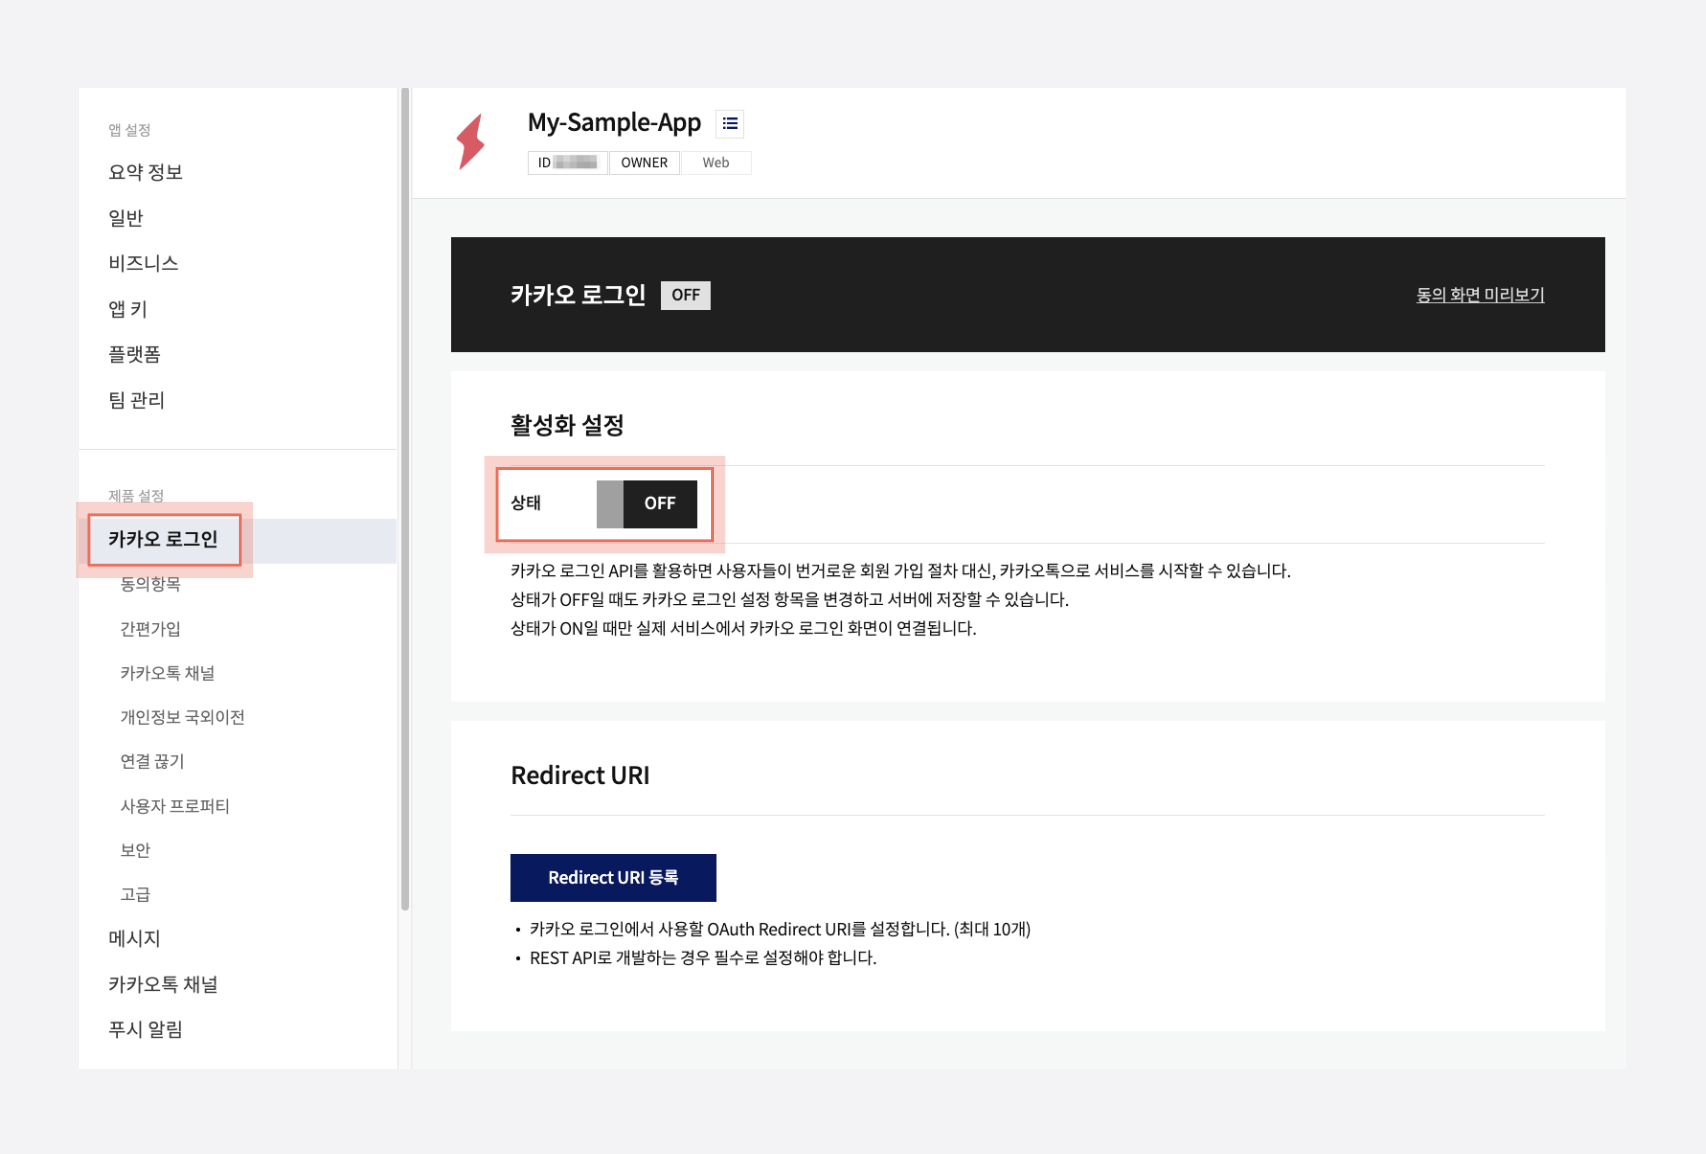 앱 설정
요약 정보
일반
비즈니스
앱 키
플랫폼
팀 관리
제품 설정
카카오 로그인
동의항목
간편가입
카카오톡 채널
개인정보 국외이전
연결 끊기
사용자 프로퍼티
보안
고급
메시지
카카오톡 채널
푸시 알림
My-Sample-App
ID OWNER Web
카카오 로그인 OFF 동의 화면 미리보기
활성화 설정
상태 OFF
카카오 로그인 API를 활용하면 사용자들이 번거로운 회원 가입 절차 대신, 카카오톡으로 서비스를 시작할 수 있습니다.
상태가 OFF일 때도 카카오 로그인 설정 항목을 변경하고 서버에 저장할 수 있습니다.
상태가 ON일 때만 실제 서비스에서 카카오 로그인 화면이 연결됩니다.
Redirect URI
Redirect URI 등록
• 카카오 로그인에서 사용할 OAuth Redirect URI를 설정합니다. (최대 10개)
• REST API로 개발하는 경우 필수로 설정해야 합니다.